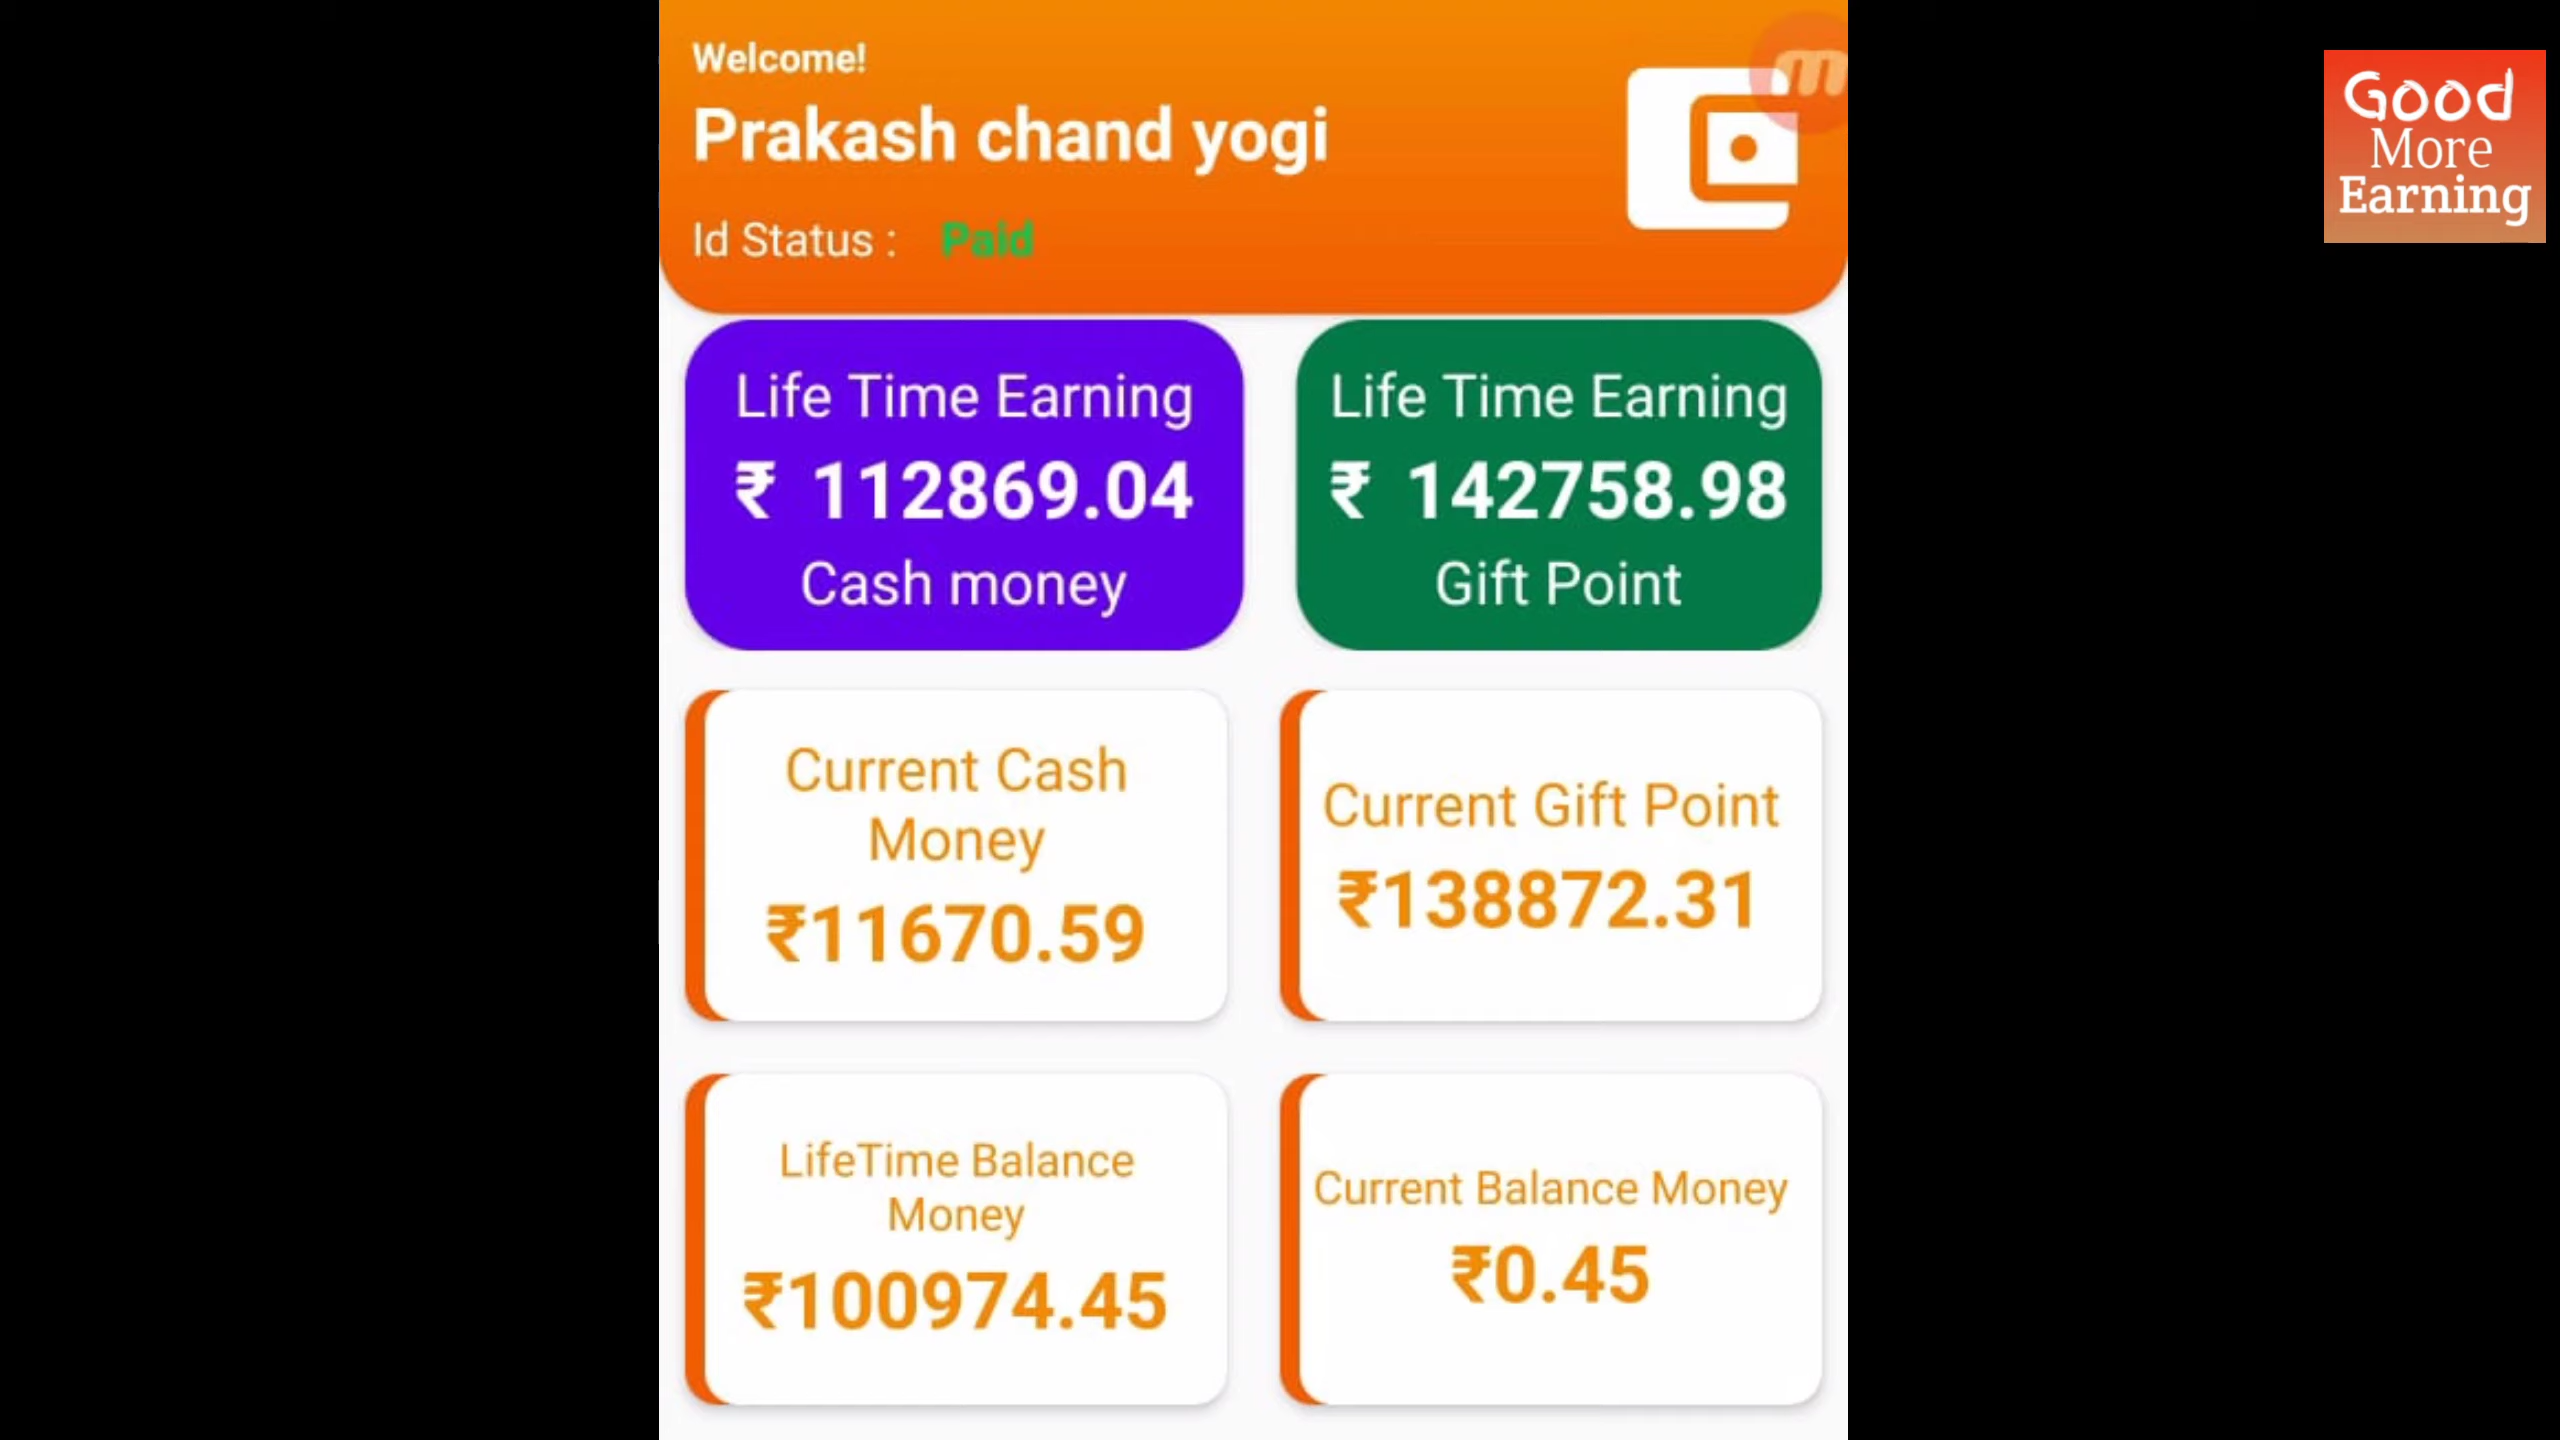 Welcome!
Prakash chand yogi
Id Status : Paid
Good
More
Earning
Life Time Earning
₹ 112869.04
Cash money
Life Time Earning
₹ 142758.98
Gift Point
Current Cash
Money
₹11670.59
Current Gift Point
₹138872.31
LifeTime Balance
Money
₹100974.45
Current Balance Money
₹0.45